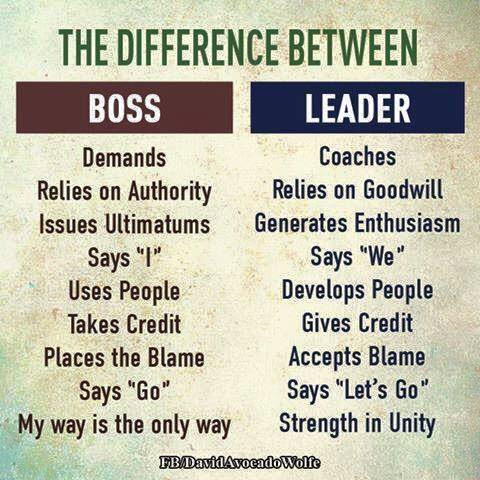 THE DIFFERENCE BETWEEN
BOSS
Demands
Relies on Authority
Issues Ultimatums
Says "I"
Uses People
Takes Credit
Places the Blame
Says "Go"
My way is the only way
LEADER
Coaches
Relies on Goodwill
Generates Enthusiasm
Says "We"
Develops People
Gives Credit
Accepts Blame
Says "Let's Go"
Strength in Unity
FB/DavidAvocadoWolfe